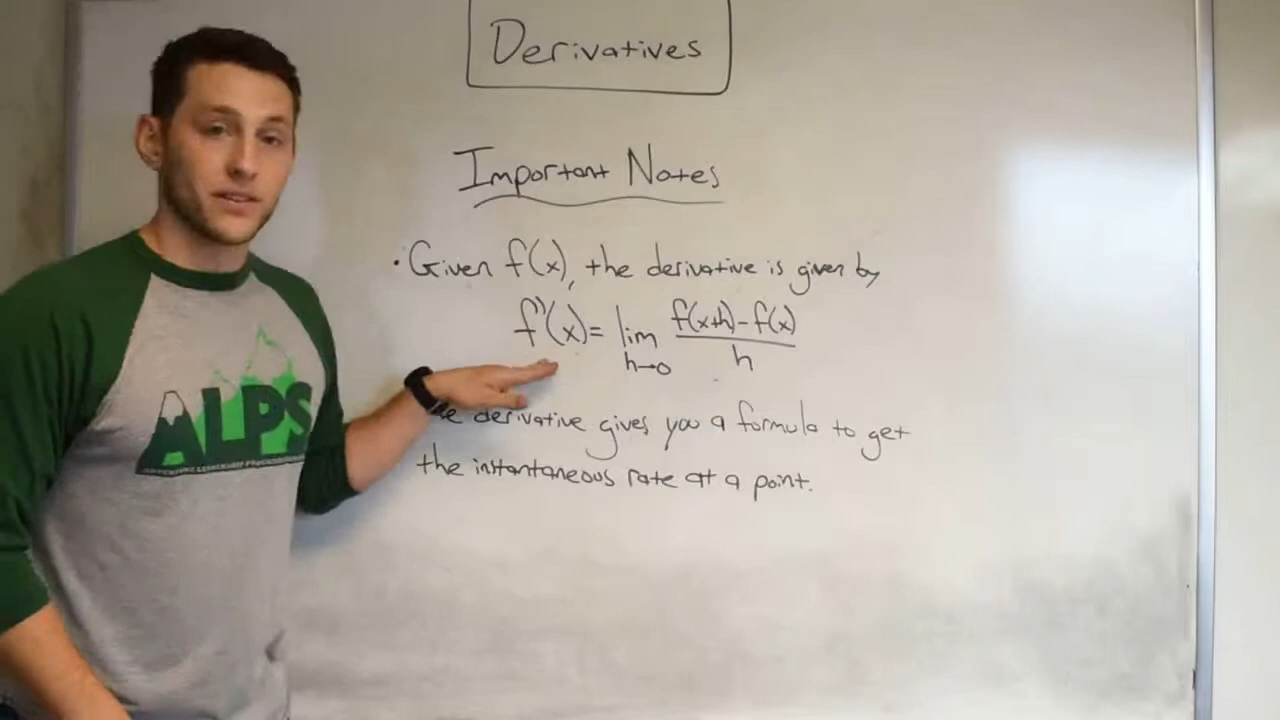 Derivatives
Important Notes
• Given f(x), the derivative is given by
f'(x) = lim h→0 f(x+h)-f(x) / h
derivative gives you a formula to get
the instantaneous rate at a point.
ALPS